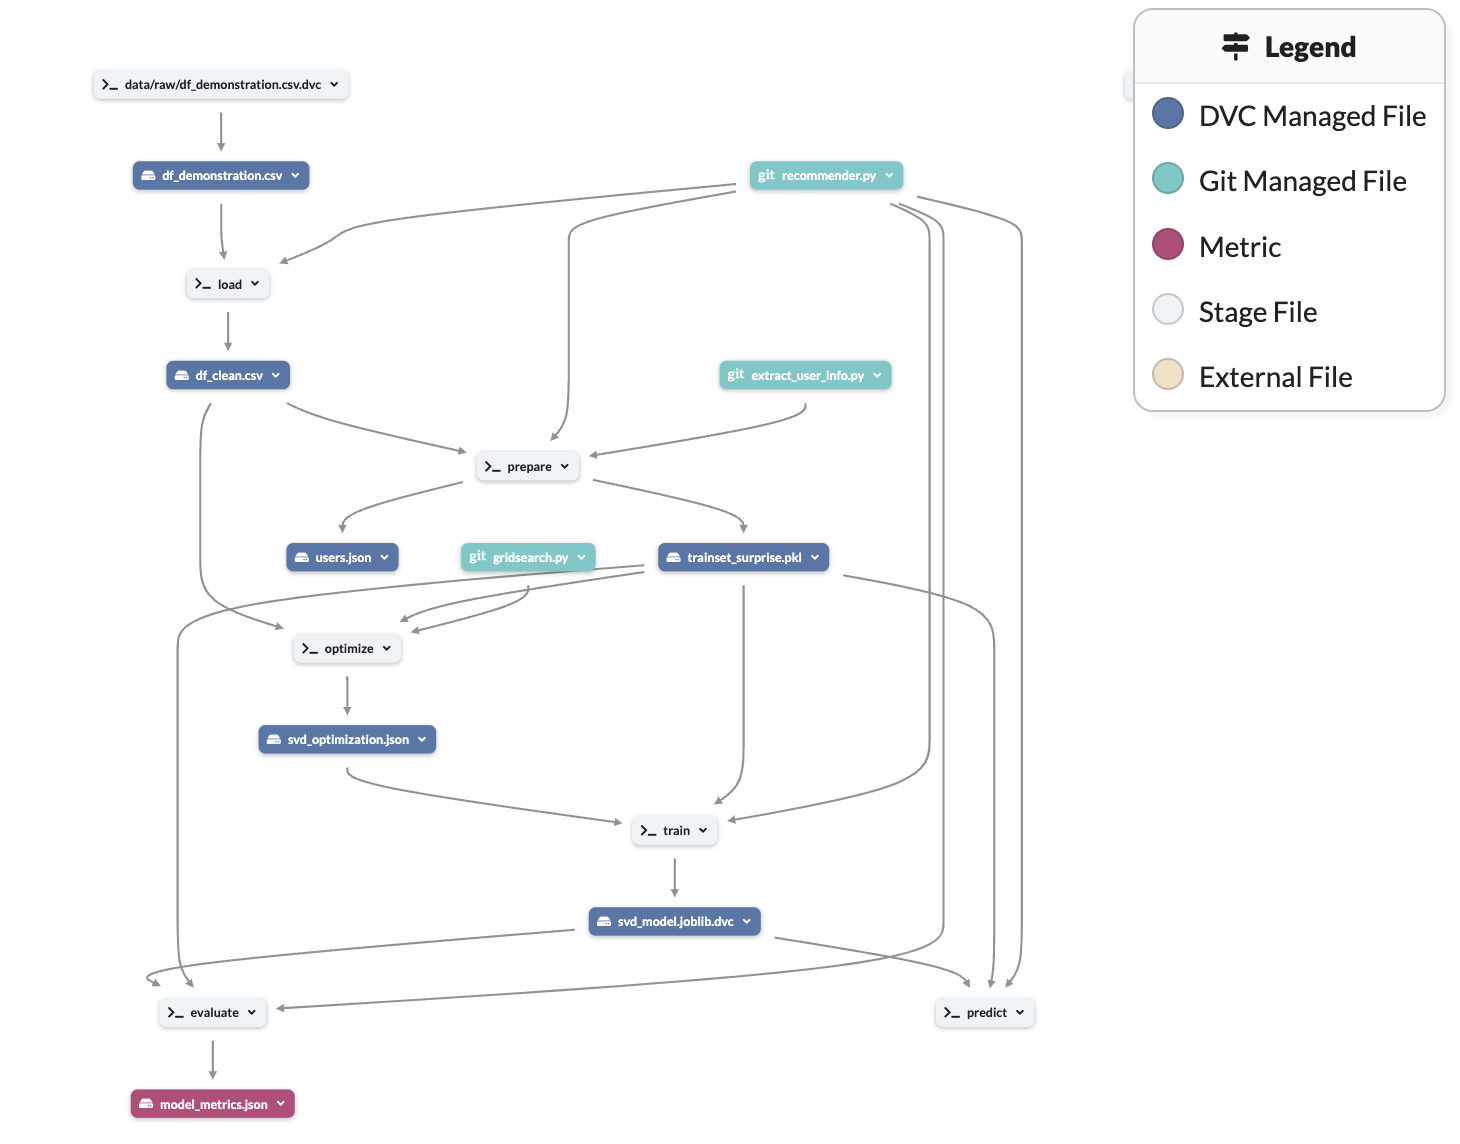 Legend
DVC Managed File
Git Managed File
Metric
Stage File
External File
>_ data/raw/df_demonstration.csv.dvc
df_demonstration.csv
git recommender.py
>_ load
df_clean.csv
git extract_user_info.py
>_ prepare
users.json
git gridsearch.py
trainset_surprise.pkl
>_ optimize
svd_optimization.json
>_ train
svd_model.joblib.dvc
>_ evaluate
>_ predict
model_metrics.json